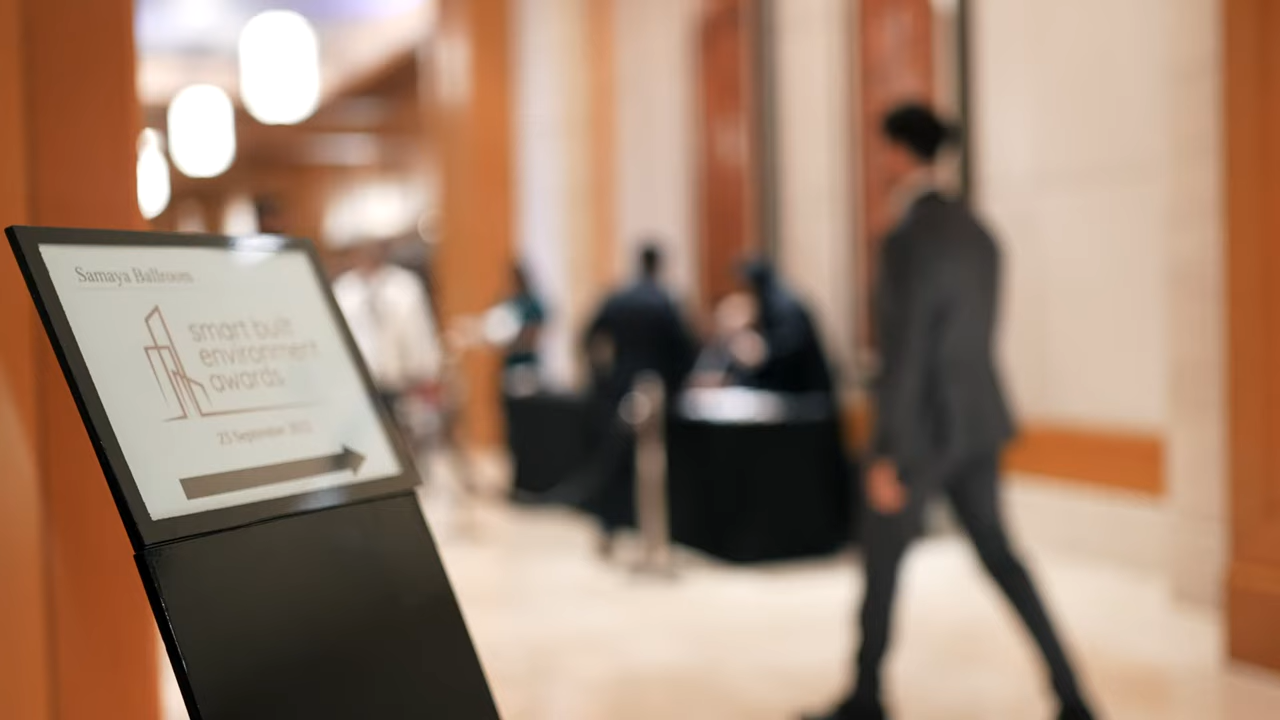 Samaya Ballroom
smart built
environment
awards
23 September